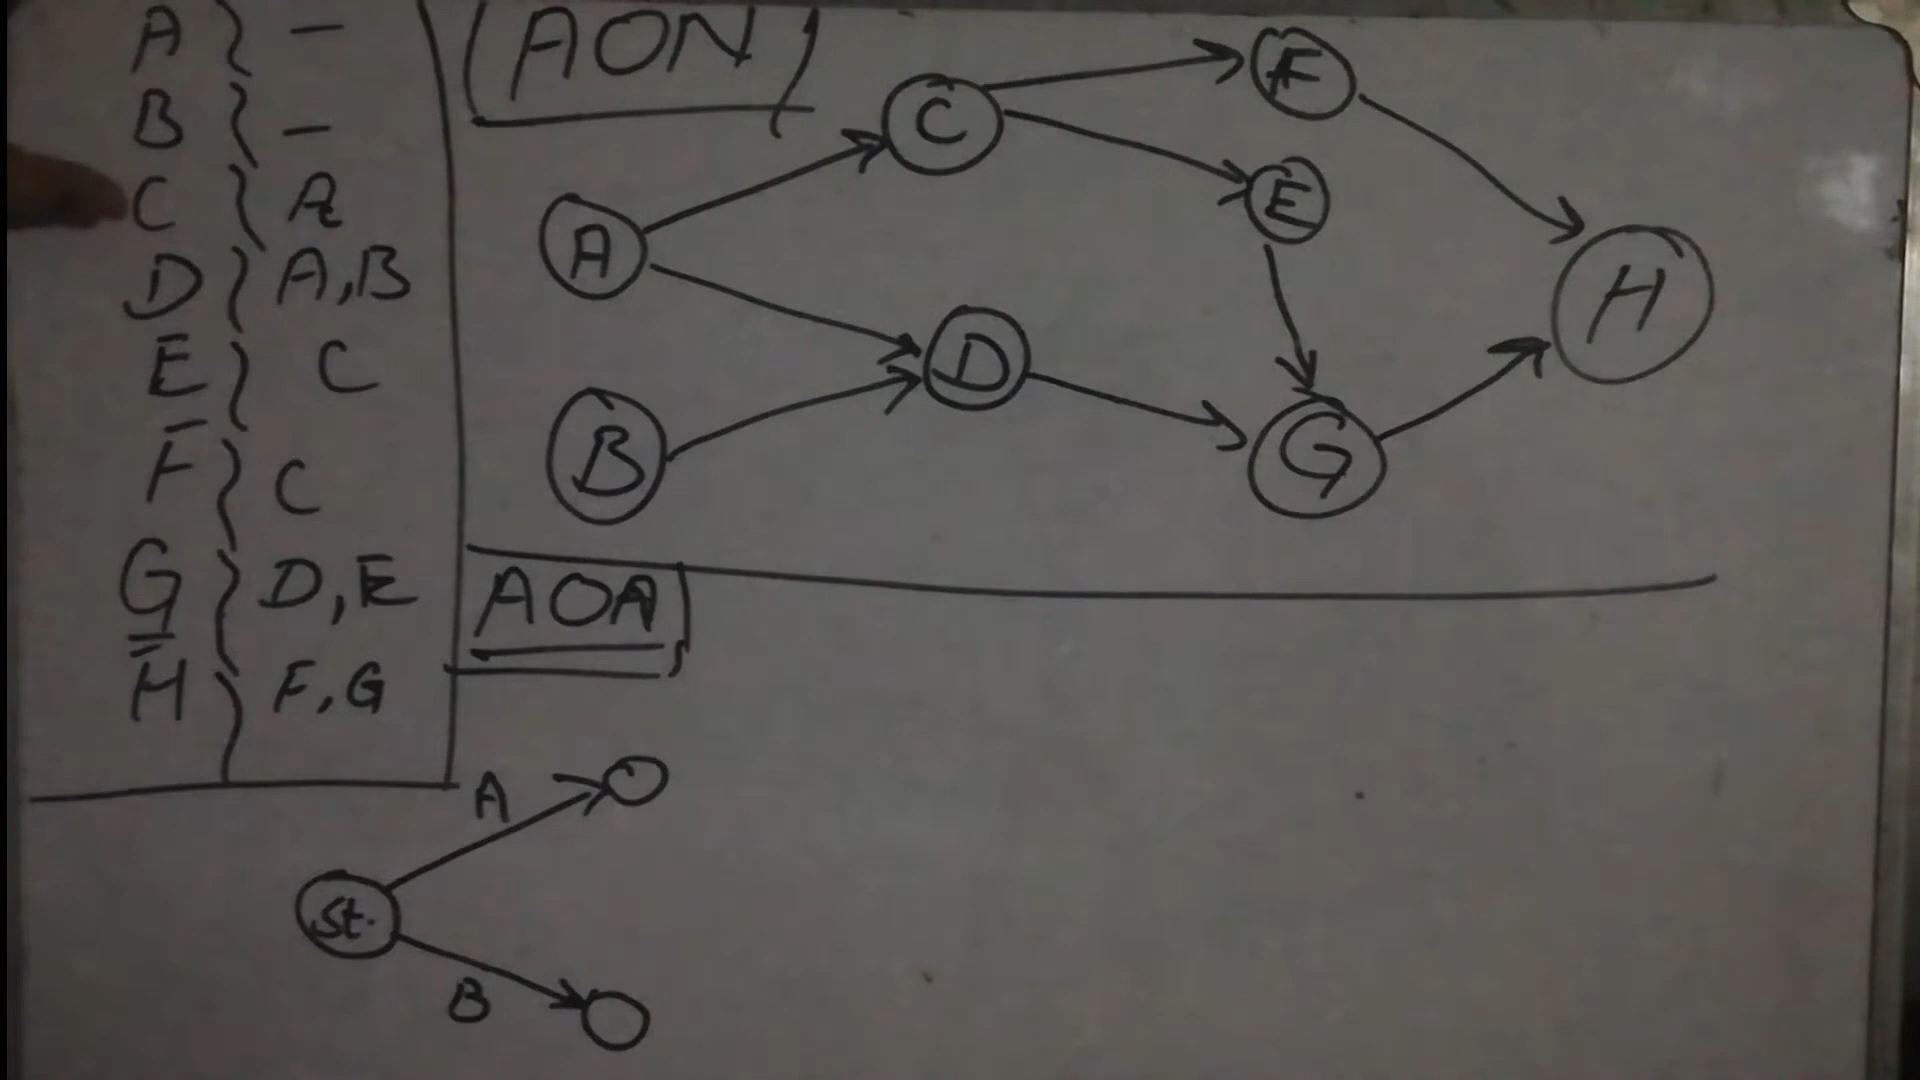 A -
B -
C A
D A,B
E C
F C
G D,E
H F,G
AON
A
B
C
D
F
E
G
H
AOA
A
St.
B